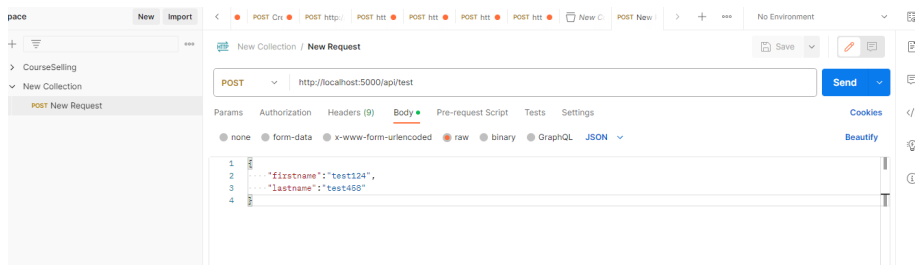 pace New Import
POST Cre POST http:/ POST htt POST htt POST htt POST htt New C POST New No Environment
HTTP New Collection / New Request Save
CourseSelling
New Collection
POST New Request
POST http://localhost:5000/api/test Send
Params Authorization Headers (9) Body Pre-request Script Tests Settings Cookies
none form-data x-www-form-urlencoded raw binary GraphQL JSON Beautify
1 {
2 "firstname":"test124",
3 "lastname":"test458"
4 }